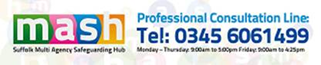 mash
Suffolk Multi Agency Safeguarding Hub
Professional Consultation Line:
Tel: 0345 6061499
Monday – Thursday: 9:00am to 5:00pm Friday: 9:00am to 4:25pm